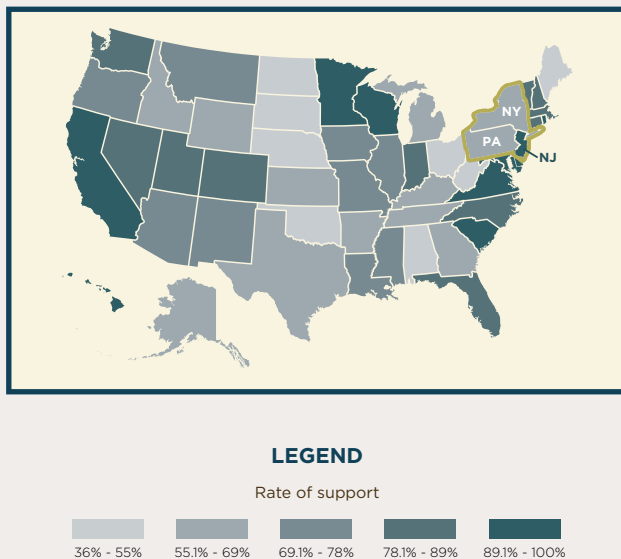 NY
PA
NJ
LEGEND
Rate of support
36% - 55%
55.1% - 69%
69.1% - 78%
78.1% - 89%
89.1% - 100%